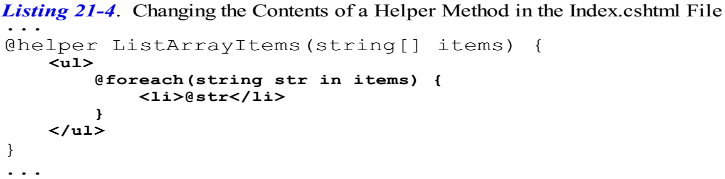 Listing 21-4. Changing the Contents of a Helper Method in the Index.cshtml File
...
@helper ListArrayItems(string[] items) {
    <ul>
        @foreach(string str in items) {
            <li>@str</li>
        }
    </ul>
}
...